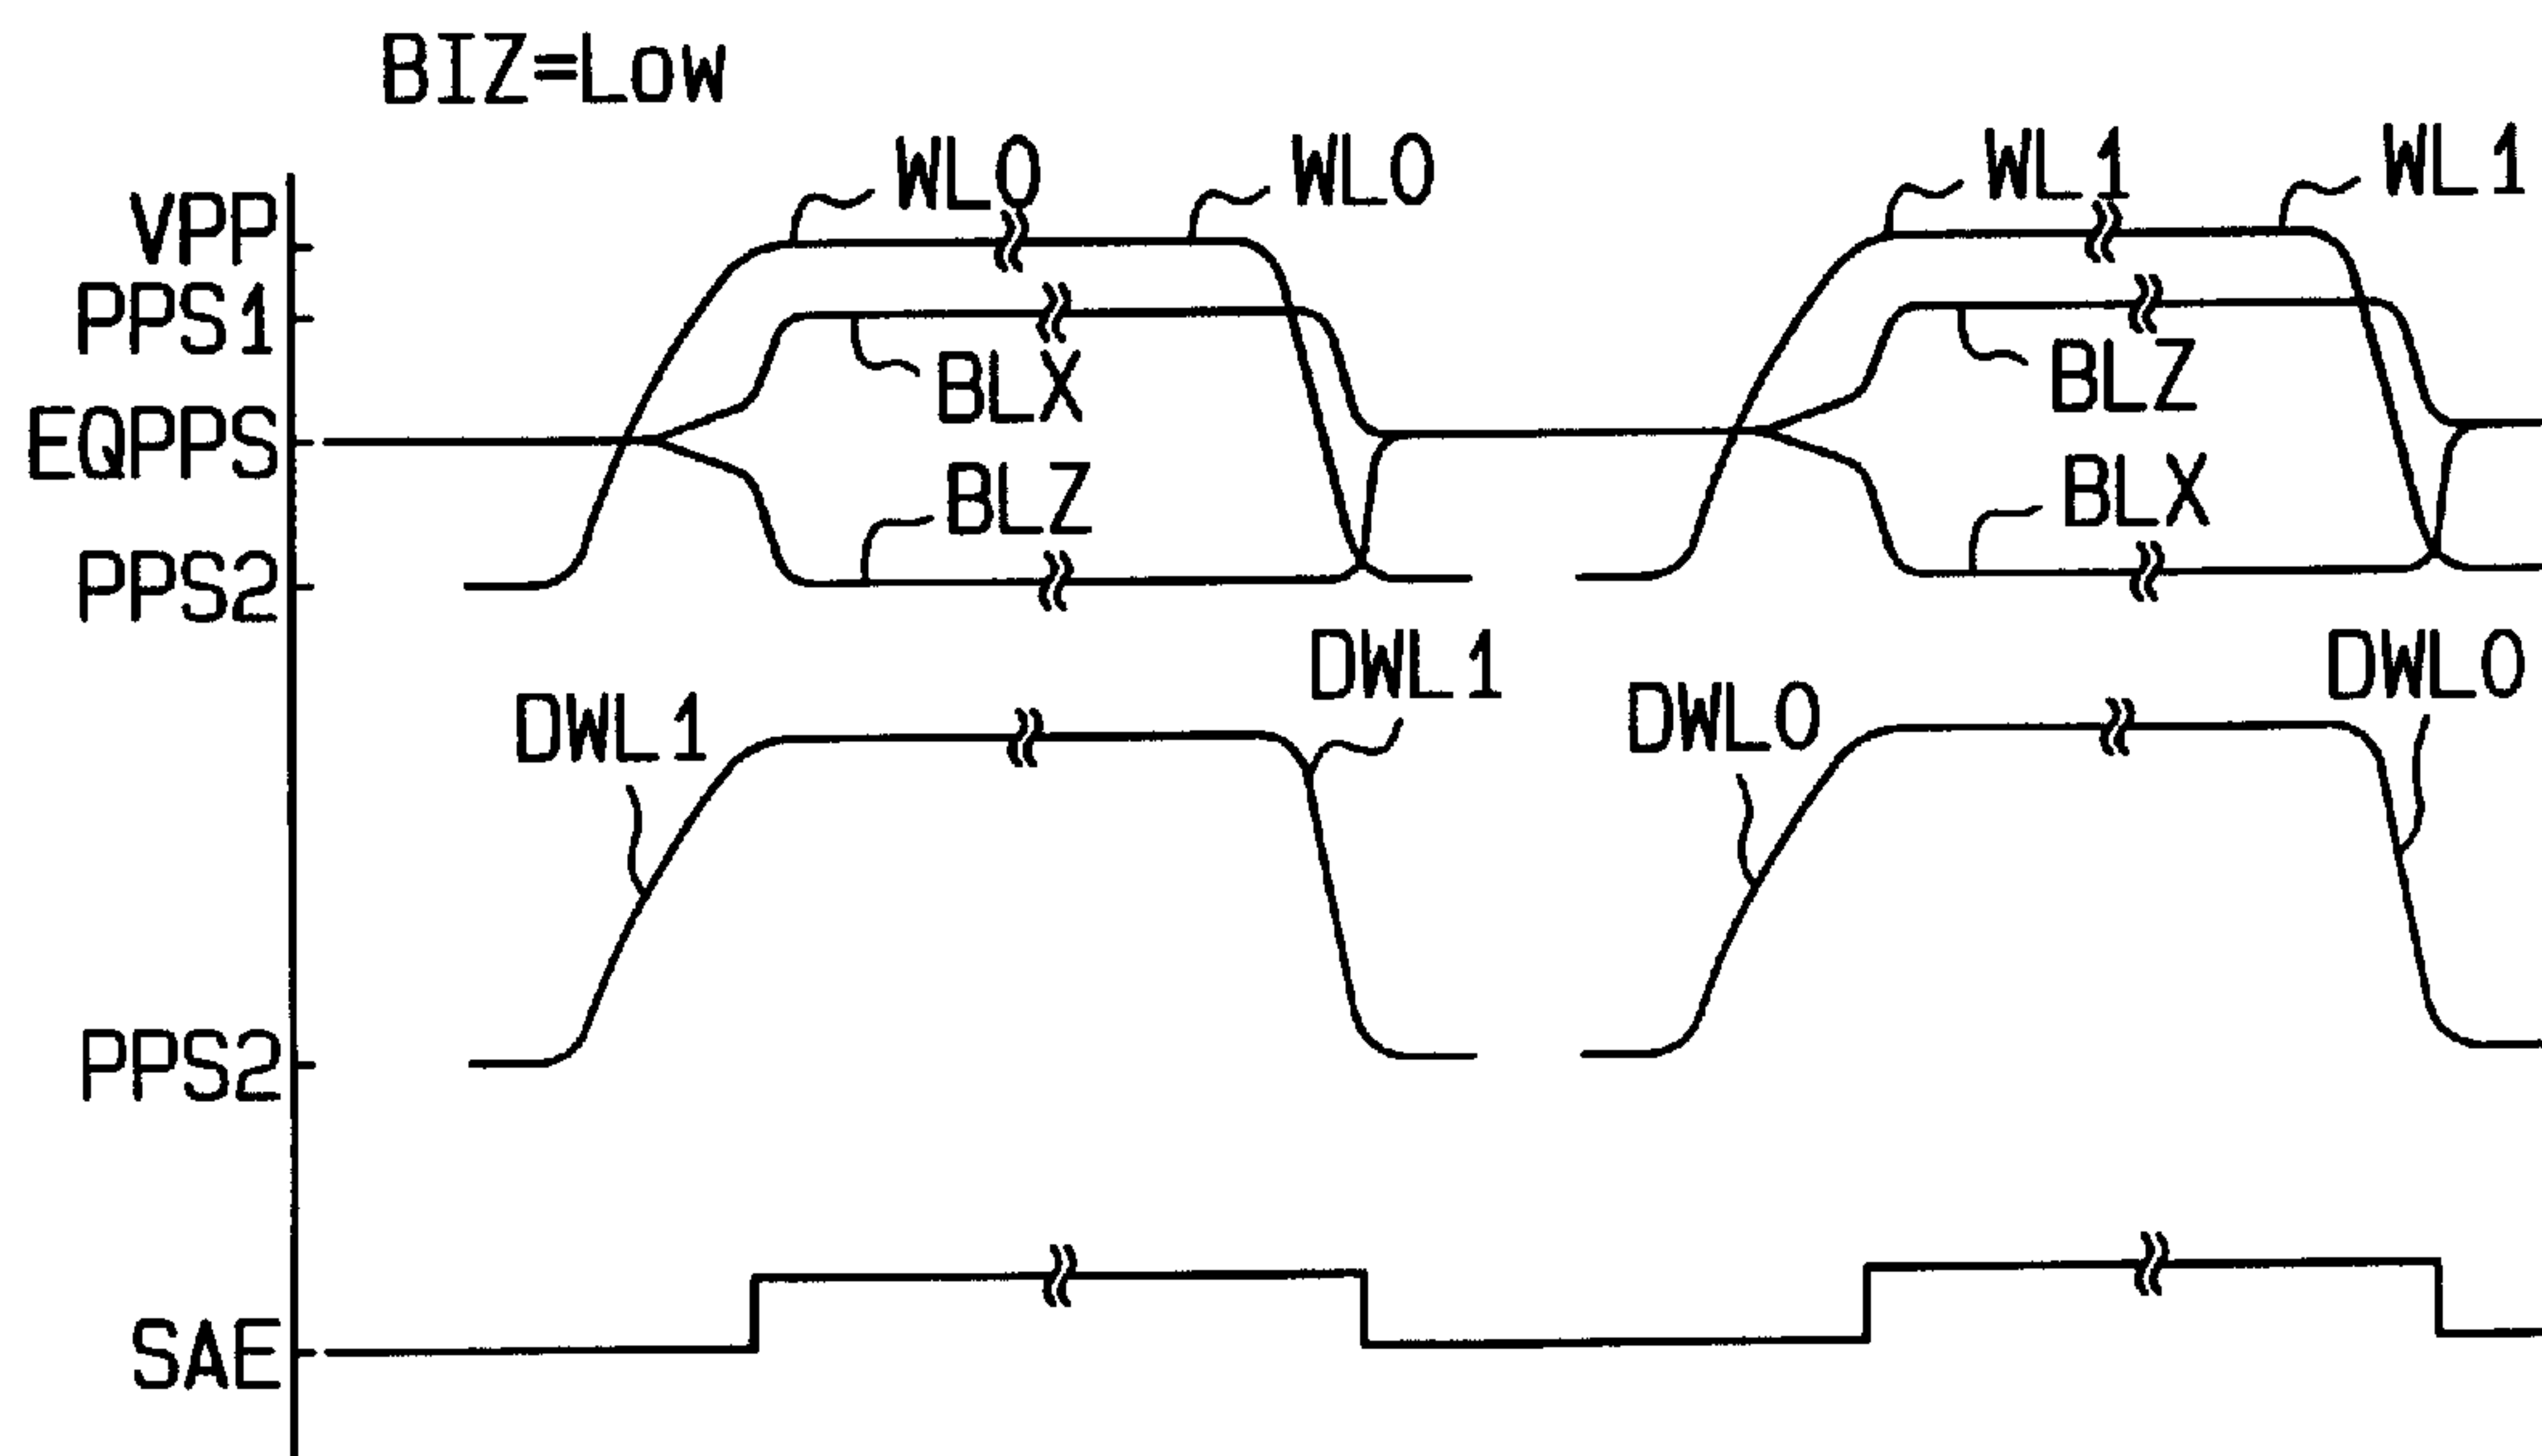 BIZ=Low
WL0
WL0
WL1
WL1
VPP
PPS1
BLX
BLZ
EQPPS
BLZ
BLX
PPS2
DWL1
DWL1
DWL0
DWL0
PPS2
SAE